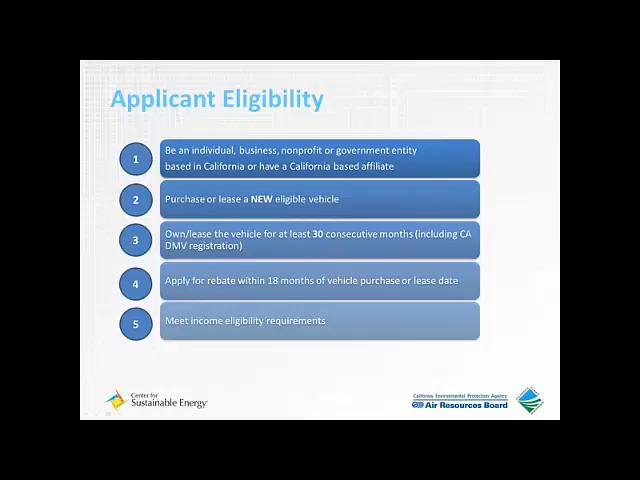 Applicant Eligibility
1
Be an individual, business, nonprofit or government entity
based in California or have a California based affiliate
2
Purchase or lease a NEW eligible vehicle
3
Own/lease the vehicle for at least 30 consecutive months (including CA
DMV registration)
4
Apply for rebate within 18 months of vehicle purchase or lease date
5
Meet income eligibility requirements
Center for
Sustainable Energy
California Environmental Protection Agency
Air Resources Board